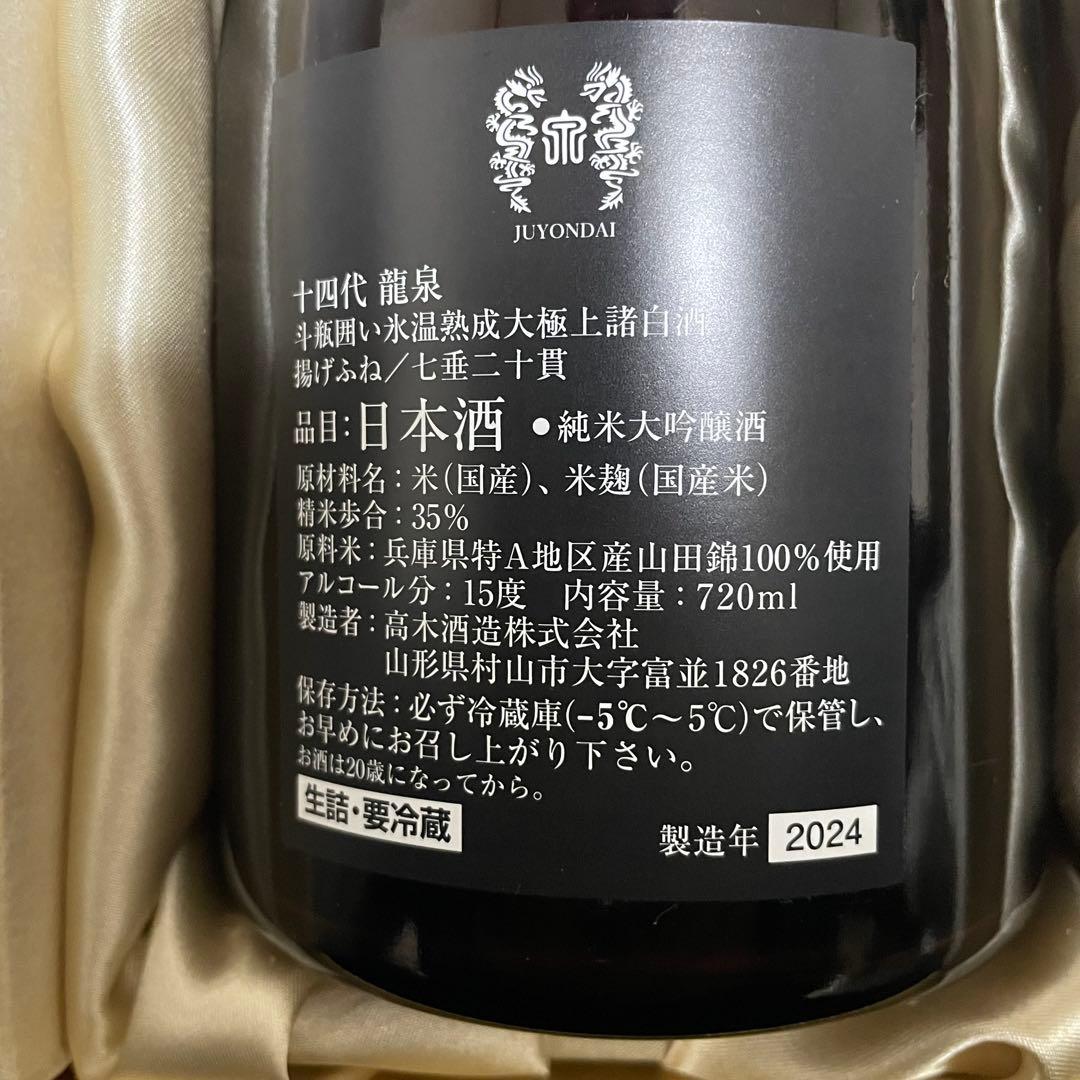 JUYONDAI
十四代 龍泉
斗瓶囲い氷温熟成大極上諸白酒
揚げふね／七垂二十貫
品目：日本酒 ●純米大吟醸酒
原材料名：米（国産）、米麹（国産米）
精米歩合：35％
原料米：兵庫県特A地区産山田錦100％使用
アルコール分：15度　内容量：720ml
製造者：高木酒造株式会社
山形県村山市大字富並1826番地
保存方法：必ず冷蔵庫(−5℃〜5℃)で保管し、
お早めにお召し上がり下さい。
お酒は20歳になってから。
生詰・要冷蔵
製造年 2024